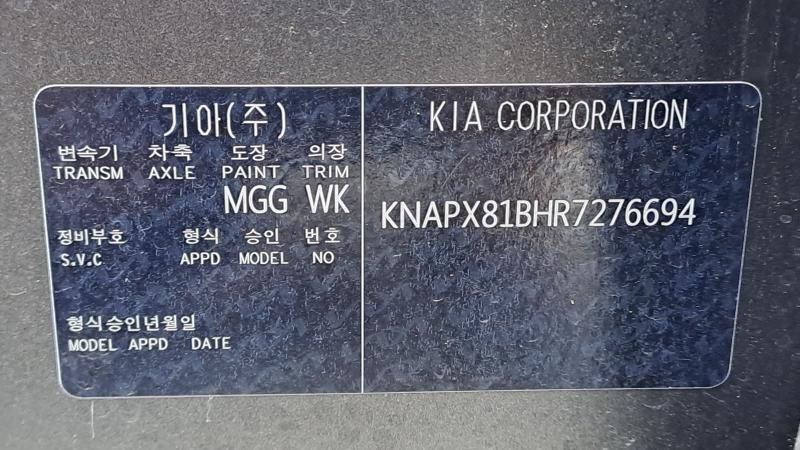 기아(주)
변속기 차축 도장 의장
TRANSM AXLE PAINT TRIM
MGG WK
정비부호 형식 승인 번호
S.V.C APPD MODEL NO
형식승인년월일
MODEL APPD DATE
KIA CORPORATION
KNAPX81BHR7276694